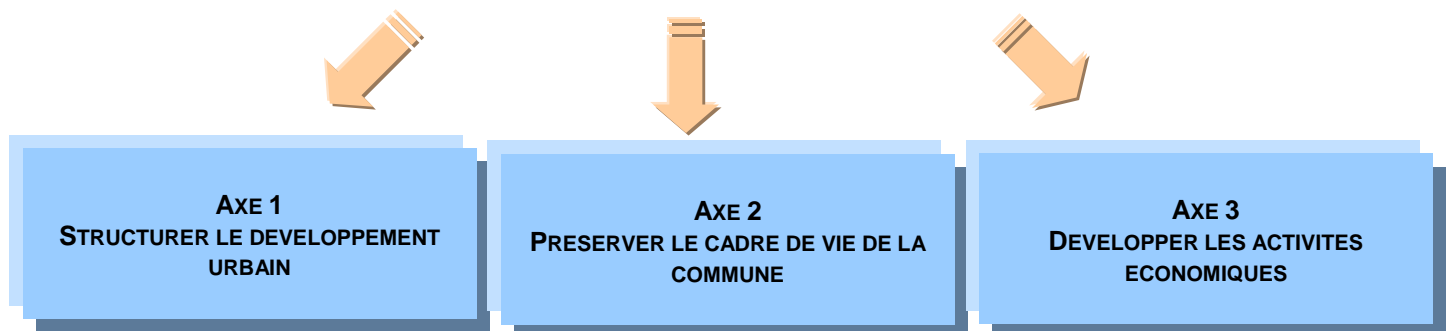 AXE 1
STRUCTURER LE DEVELOPPEMENT
URBAIN
AXE 2
PRESERVER LE CADRE DE VIE DE LA
COMMUNE
AXE 3
DEVELOPPER LES ACTIVITES
ECONOMIQUES